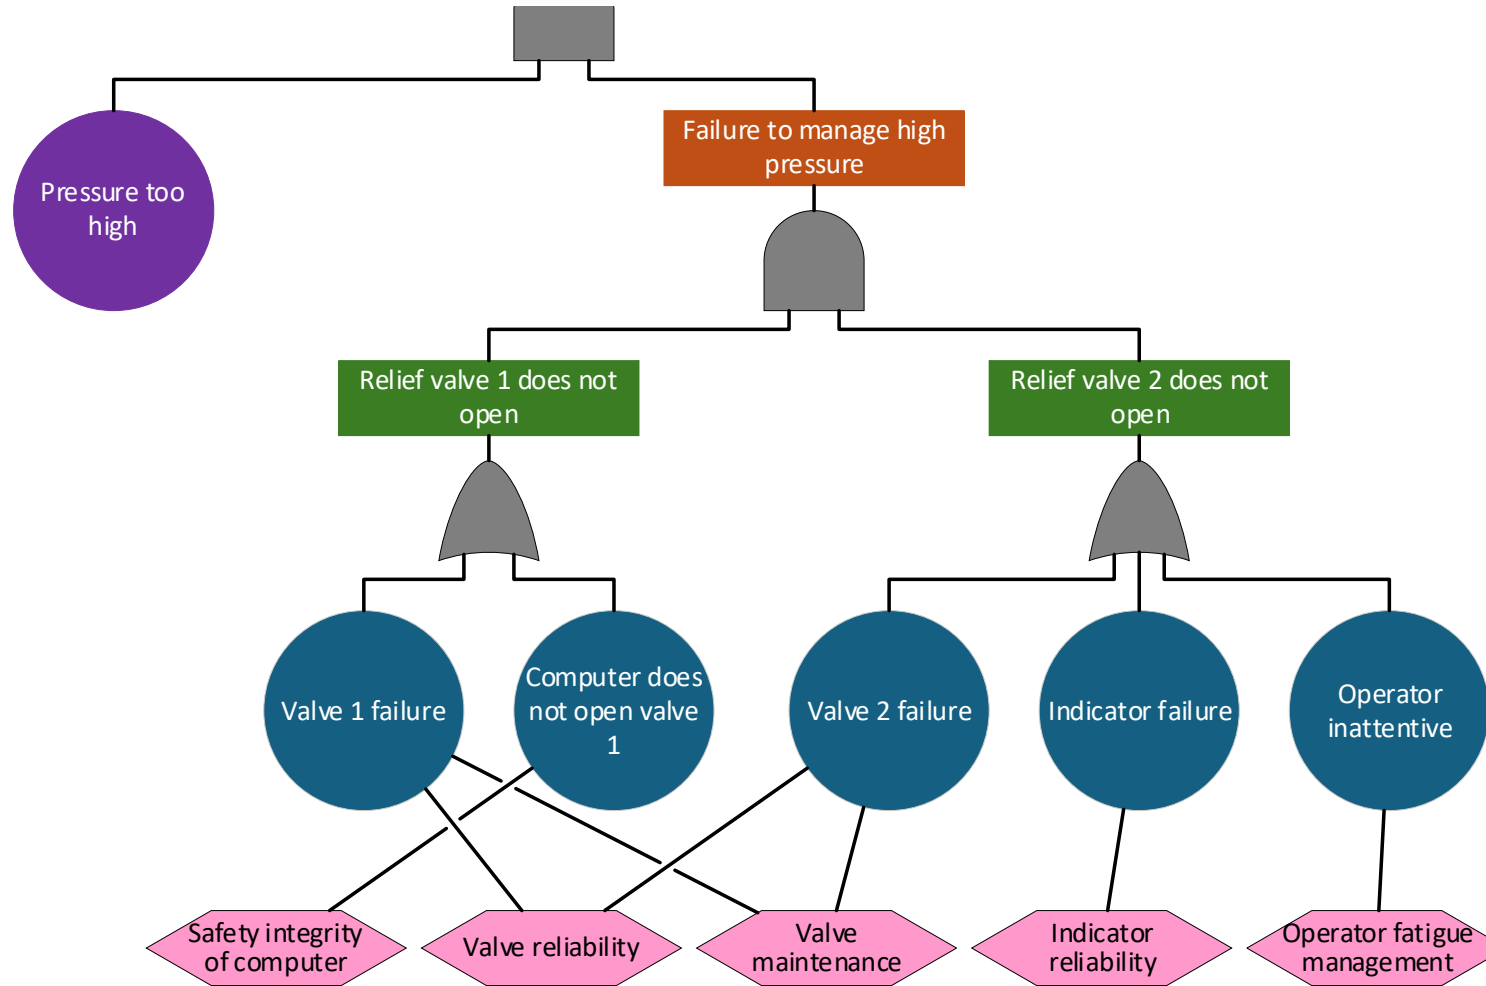 Failure to manage high
pressure
Pressure too
high
Relief valve 1 does not
open
Relief valve 2 does not
open
Valve 1 failure
Computer does
not open valve
1
Valve 2 failure
Indicator failure
Operator
inattentive
Safety integrity
of computer
Valve reliability
Valve
maintenance
Indicator
reliability
Operator fatigue
management